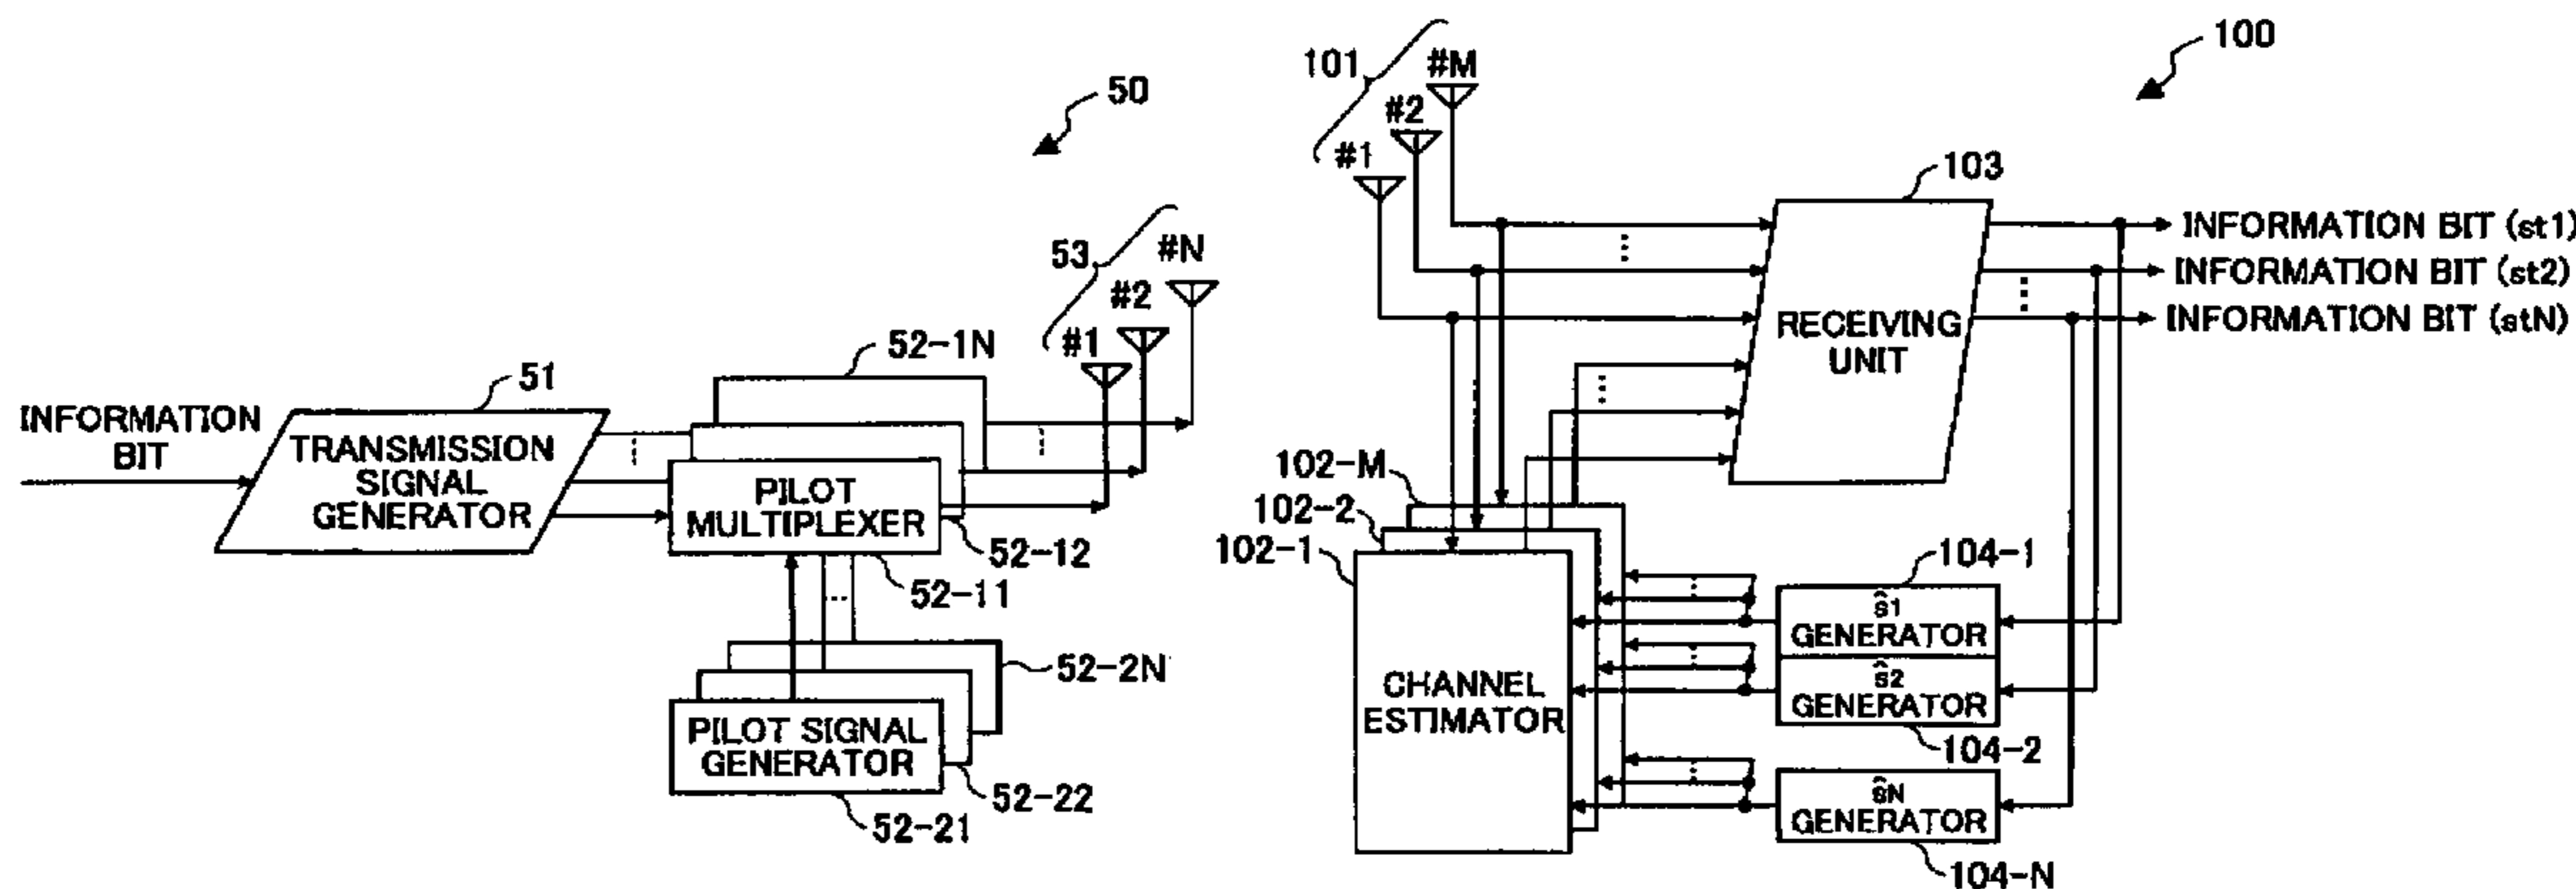 50
53
#N
#2
#1
52-1N
51
INFORMATION
BIT
TRANSMISSION
SIGNAL
GENERATOR
PILOT
MULTIPLEXER
52-12
52-11
52-2N
PILOT SIGNAL
GENERATOR
52-22
52-21
100
101
#M
#2
#1
103
INFORMATION BIT (st1)
INFORMATION BIT (st2)
INFORMATION BIT (stN)
RECEIVING
UNIT
102-M
102-2
102-1
CHANNEL
ESTIMATOR
104-1
ŝ1
GENERATOR
ŝ2
GENERATOR
104-2
ŝN
GENERATOR
104-N